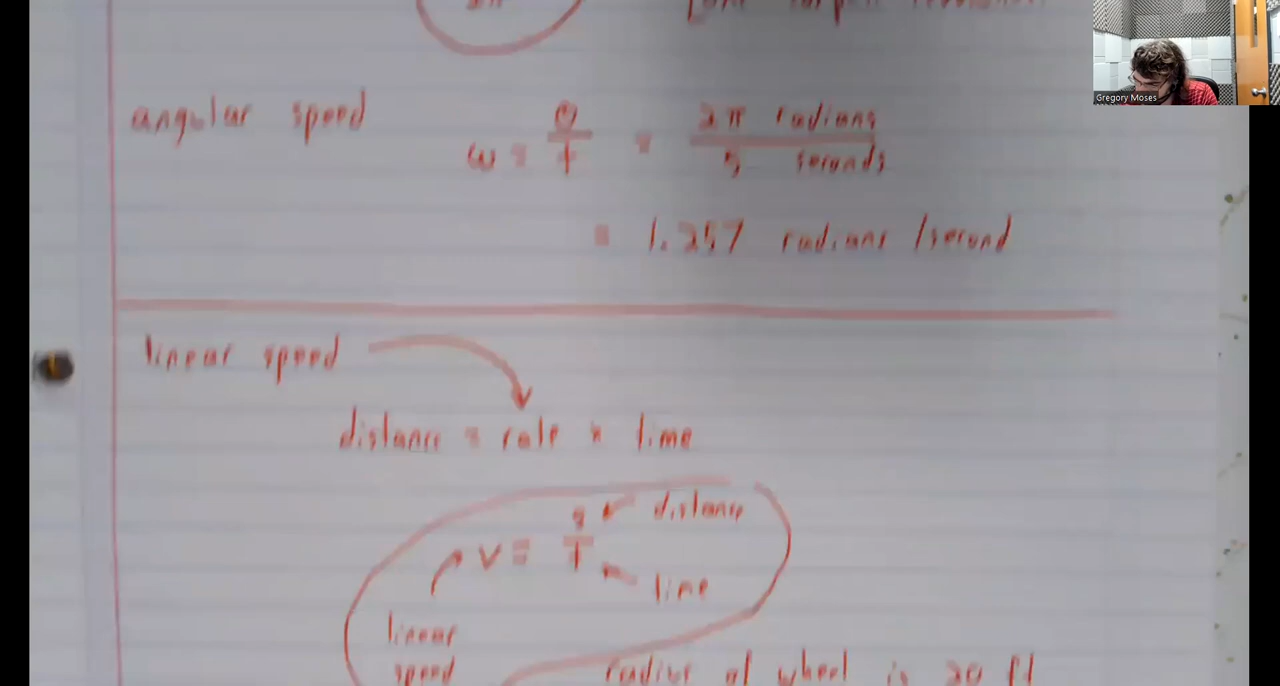 Gregory Moses
angular speed
ω = θ/t = 2π radians / 5 seconds
= 1.257 radians /second
linear speed
distance = rate × time
v = s/t
distance
time
linear
speed
radius of wheel is 20 ft